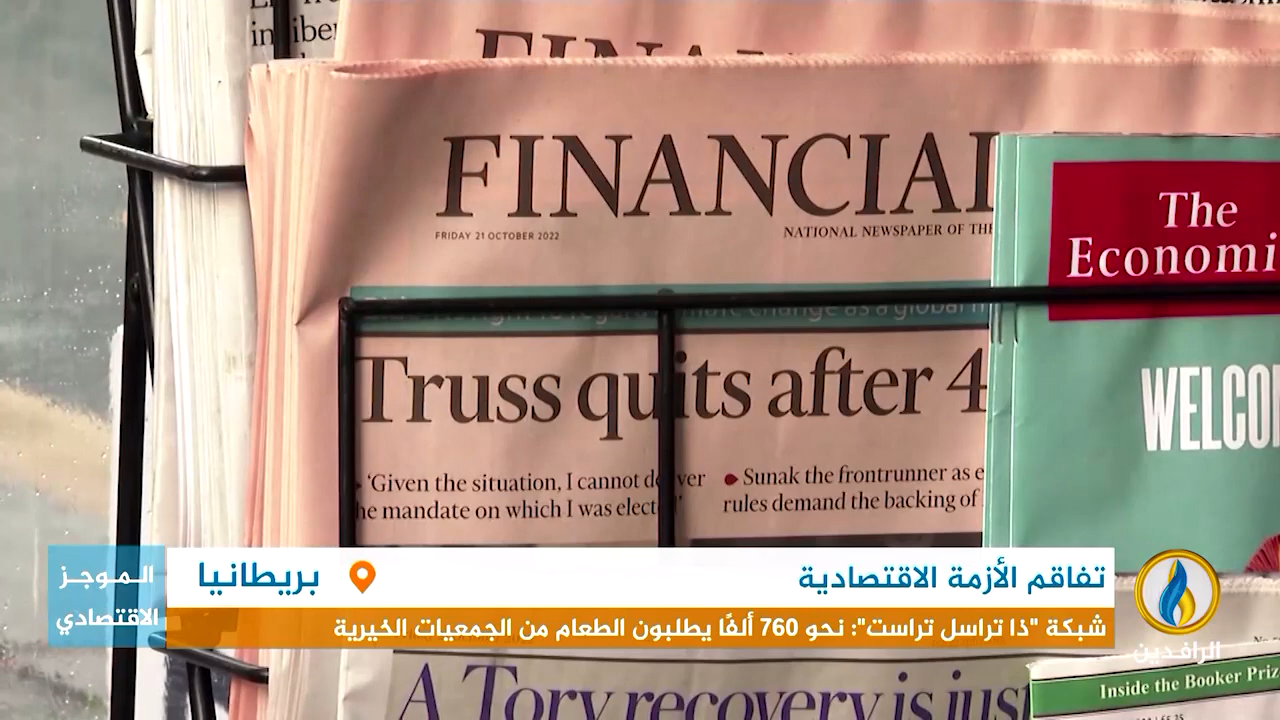 FINANCIAL
FRIDAY 21 OCTOBER 2022
NATIONAL NEWSPAPER OF THE
The
Economi
Truss quits after 4
WELCO
'Given the situation, I cannot
mandate on which I was
Sunak the frontrunner as e
rules demand the backing of
تفاقم الأزمة الاقتصادية
بريطانيا
الموجز
الاقتصادي
شبكة "ذا تراسل تراست": نحو 760 ألفًا يطلبون الطعام من الجمعيات الخيرية
الرافدين
A Tory recovery is just
Inside the Booker Priz